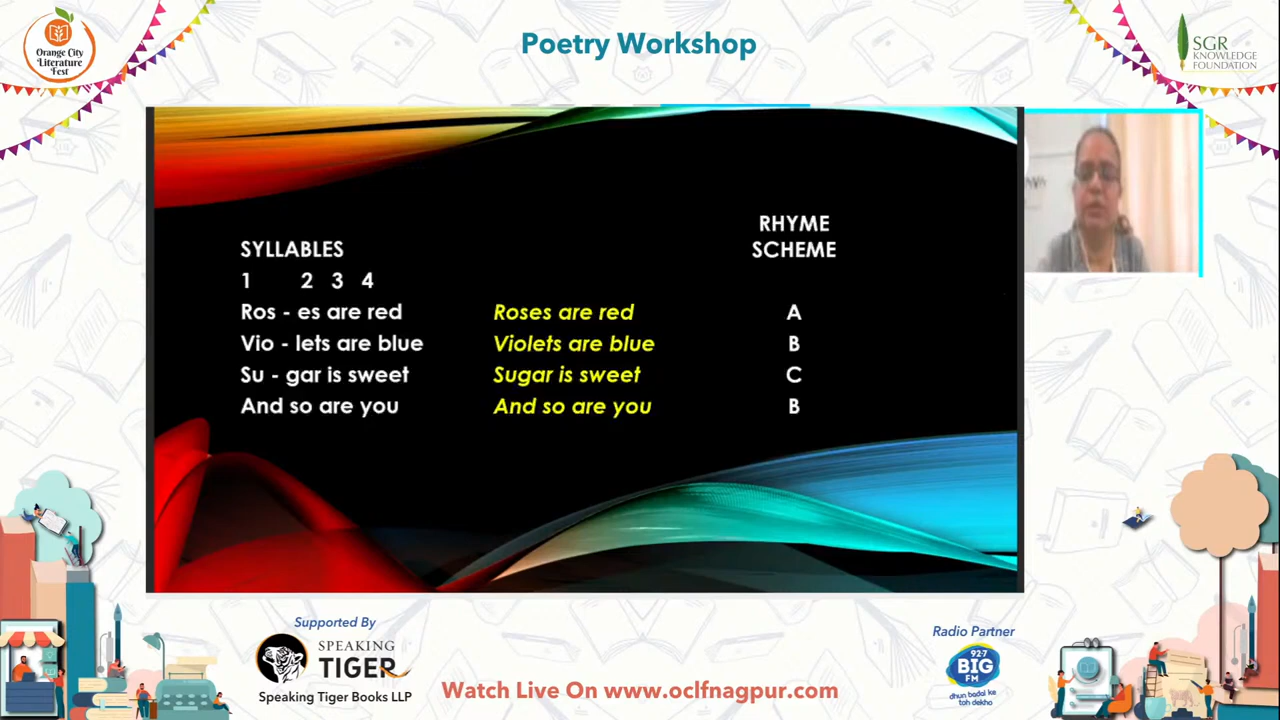 Poetry Workshop
Orange City
Literature
Fest
SGR
KNOWLEDGE
FOUNDATION
RHYME
SCHEME
SYLLABLES
1 2 3 4
Ros - es are red Roses are red A
Vio - lets are blue Violets are blue B
Su - gar is sweet Sugar is sweet C
And so are you And so are you B
Supported By
SPEAKING
TIGER
Speaking Tiger Books LLP
Watch Live On www.oclfnagpur.com
Radio Partner
92.7
BIG
FM
dhun badal ke
toh dekho